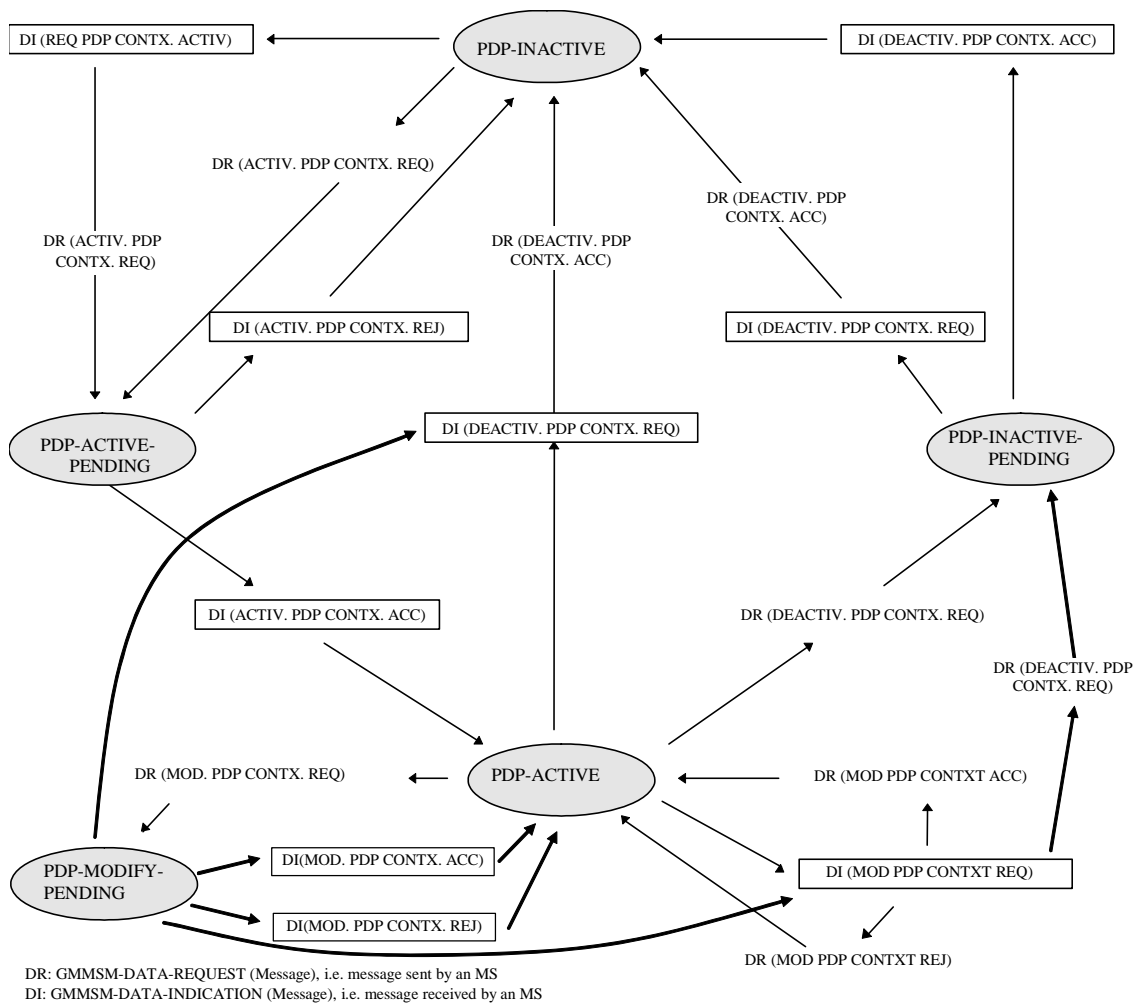 DI (REQ PDP CONTX. ACTIV)
PDP-INACTIVE
DI (DEACTIV. PDP CONTX. ACC)
DR (ACTIV. PDP CONTX. REQ)
DR (DEACTIV. PDP
CONTX. ACC)
DR (ACTIV. PDP
CONTX. REQ)
DR (DEACTIV. PDP
CONTX. ACC)
DI (ACTIV. PDP CONTX. REJ)
DI (DEACTIV. PDP CONTX. REQ)
DI (DEACTIV. PDP CONTX. REQ)
PDP-ACTIVE-
PENDING
PDP-INACTIVE-
PENDING
DI (ACTIV. PDP CONTX. ACC)
DR (DEACTIV. PDP CONTX. REQ)
DR (DEACTIV. PDP
CONTX. REQ)
DR (MOD. PDP CONTX. REQ)
PDP-ACTIVE
DR (MOD PDP CONTXT ACC)
PDP-MODIFY-
PENDING
DI(MOD. PDP CONTX. ACC)
DI (MOD PDP CONTXT REQ)
DI(MOD. PDP CONTX. REJ)
DR (MOD PDP CONTXT REJ)
DR: GMMSM-DATA-REQUEST (Message), i.e. message sent by an MS
DI: GMMSM-DATA-INDICATION (Message), i.e. message received by an MS